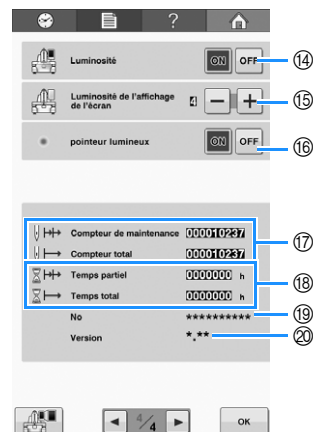 ?
Luminosité ON OFF ⑭
Luminosité de l'affichage
de l'écran 4 − + ⑮
pointeur lumineux ON OFF ⑯
Compteur de maintenance 000010237
Compteur total 000010237 ⑰
Temps partiel 0000000 h
Temps total 0000000 h ⑱
No ********** ⑲
Version *.** ⑳
4/4 OK